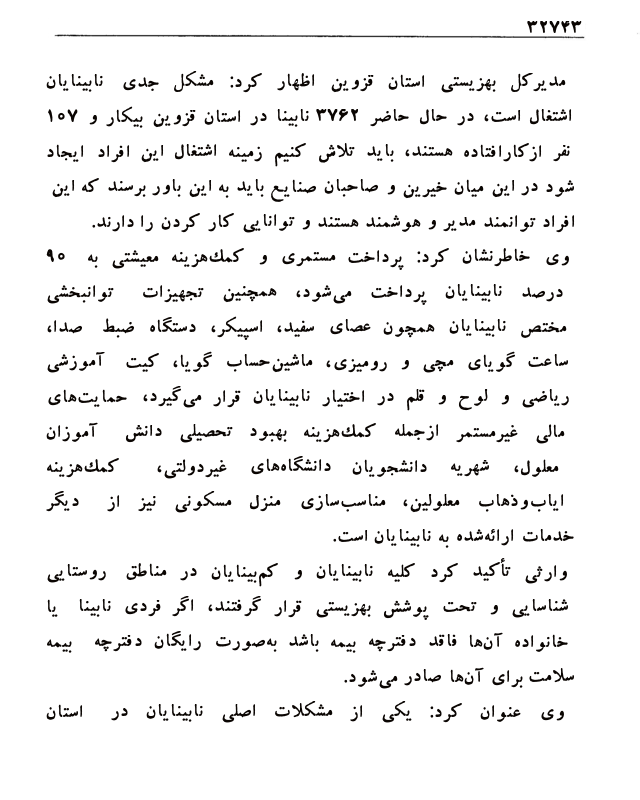 ۳۲۷۴۳
مدیرکل بهزیستی استان قزوین اظهار کرد: مشکل جدی نابینایان
اشتغال است، در حال حاضر ۳۷۶۲ نابینا در استان قزوین بیکار و ۱۰۷
نفر ازکارافتاده هستند، باید تلاش کنیم زمینه اشتغال این افراد ایجاد
شود در این میان خیرین و صاحبان صنایع باید به این باور برسند که این
افراد توانمند مدیر و هوشمند هستند و توانایی کار کردن را دارند.
وی خاطرنشان کرد: پرداخت مستمری و کمک‌هزینه معیشتی به ۹۰
درصد نابینایان پرداخت می‌شود، همچنین تجهیزات توانبخشی
مختص نابینایان همچون عصای سفید، اسپیکر، دستگاه ضبط صدا،
ساعت گویای مچی و رومیزی، ماشین‌حساب گویا، کیت آموزشی
ریاضی و لوح و قلم در اختیار نابینایان قرار می‌گیرد، حمایت‌های
مالی غیرمستمر ازجمله کمک‌هزینه بهبود تحصیلی دانش آموزان
معلول، شهریه دانشجویان دانشگاه‌های غیردولتی، کمک‌هزینه
ایاب‌وذهاب معلولین، مناسب‌سازی منزل مسکونی نیز از دیگر
خدمات ارائه‌شده به نابینایان است.
وارثی تأکید کرد کلیه نابینایان و کم‌بینایان در مناطق روستایی
شناسایی و تحت پوشش بهزیستی قرار گرفتند، اگر فردی نابینا یا
خانواده آن‌ها فاقد دفترچه بیمه باشد به‌صورت رایگان دفترچه بیمه
سلامت برای آن‌ها صادر می‌شود.
وی عنوان کرد: یکی از مشکلات اصلی نابینایان در استان